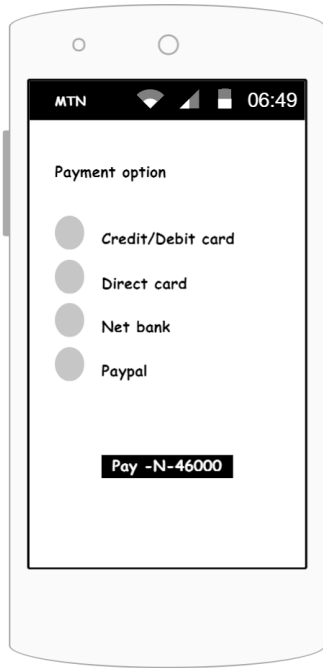 MTN 06:49
Payment option
Credit/Debit card
Direct card
Net bank
Paypal
Pay -N-46000